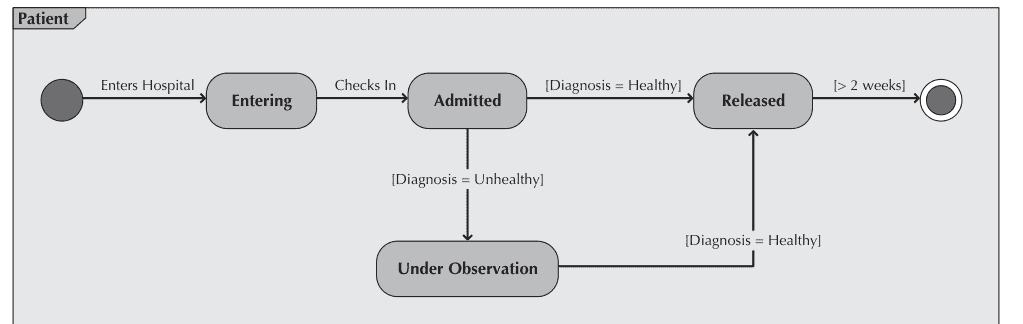 Patient
Enters Hospital
Entering
Checks In
Admitted
[Diagnosis = Healthy]
Released
[> 2 weeks]
[Diagnosis = Unhealthy]
Under Observation
[Diagnosis = Healthy]